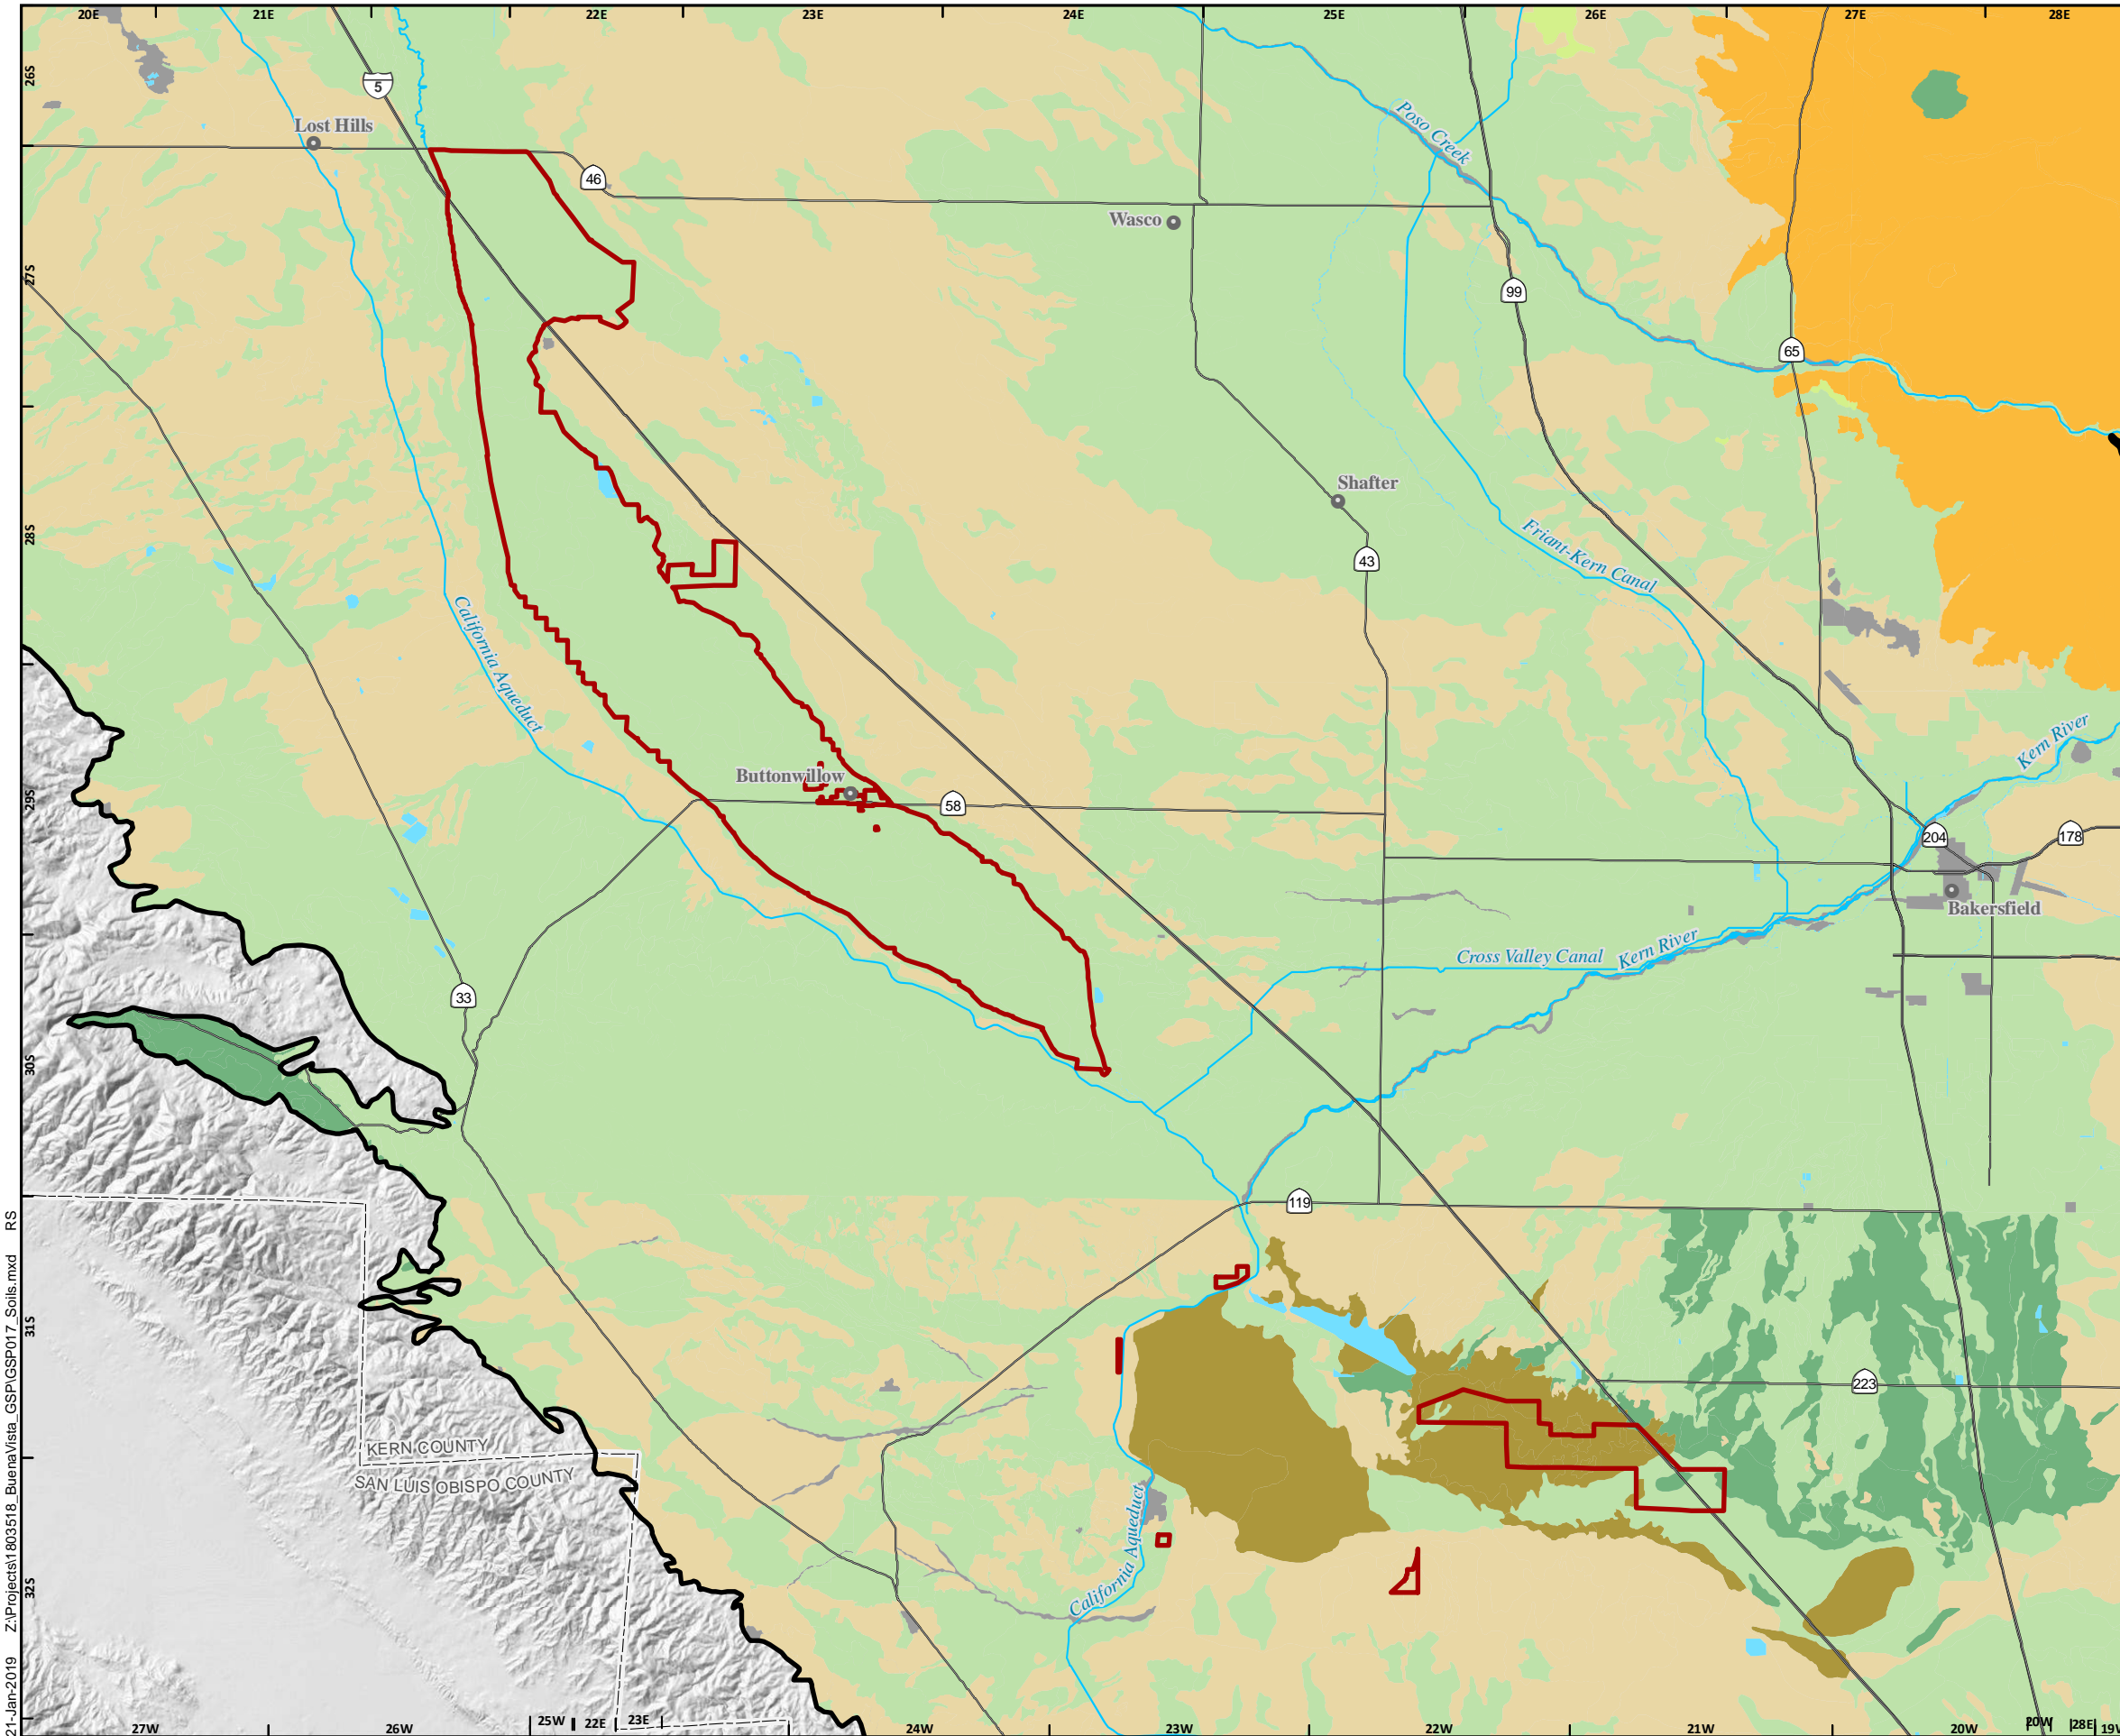 20E 21E 22E 23E 24E 25E 26E 27E 28E
26S
5
Lost Hills
Poso Creek
46
Wasco
27S
99
65
Shafter
28S
Friant-Kern Canal
43
California Aqueduct
Kern River
Buttonwillow
29S
58
204
178
Bakersfield
Cross Valley Canal
Kern River
33
30S
119
31S
223
KERN COUNTY
SAN LUIS OBISPO COUNTY
California Aqueduct
32S
27W 26W 25W 22E 23E 24W 23W 22W 21W 20W 20W 28E 19W
21-Jan-2019 Z:\Projects\1803518_BuenaVista_GSP\GSP017_Soils.mxd RS